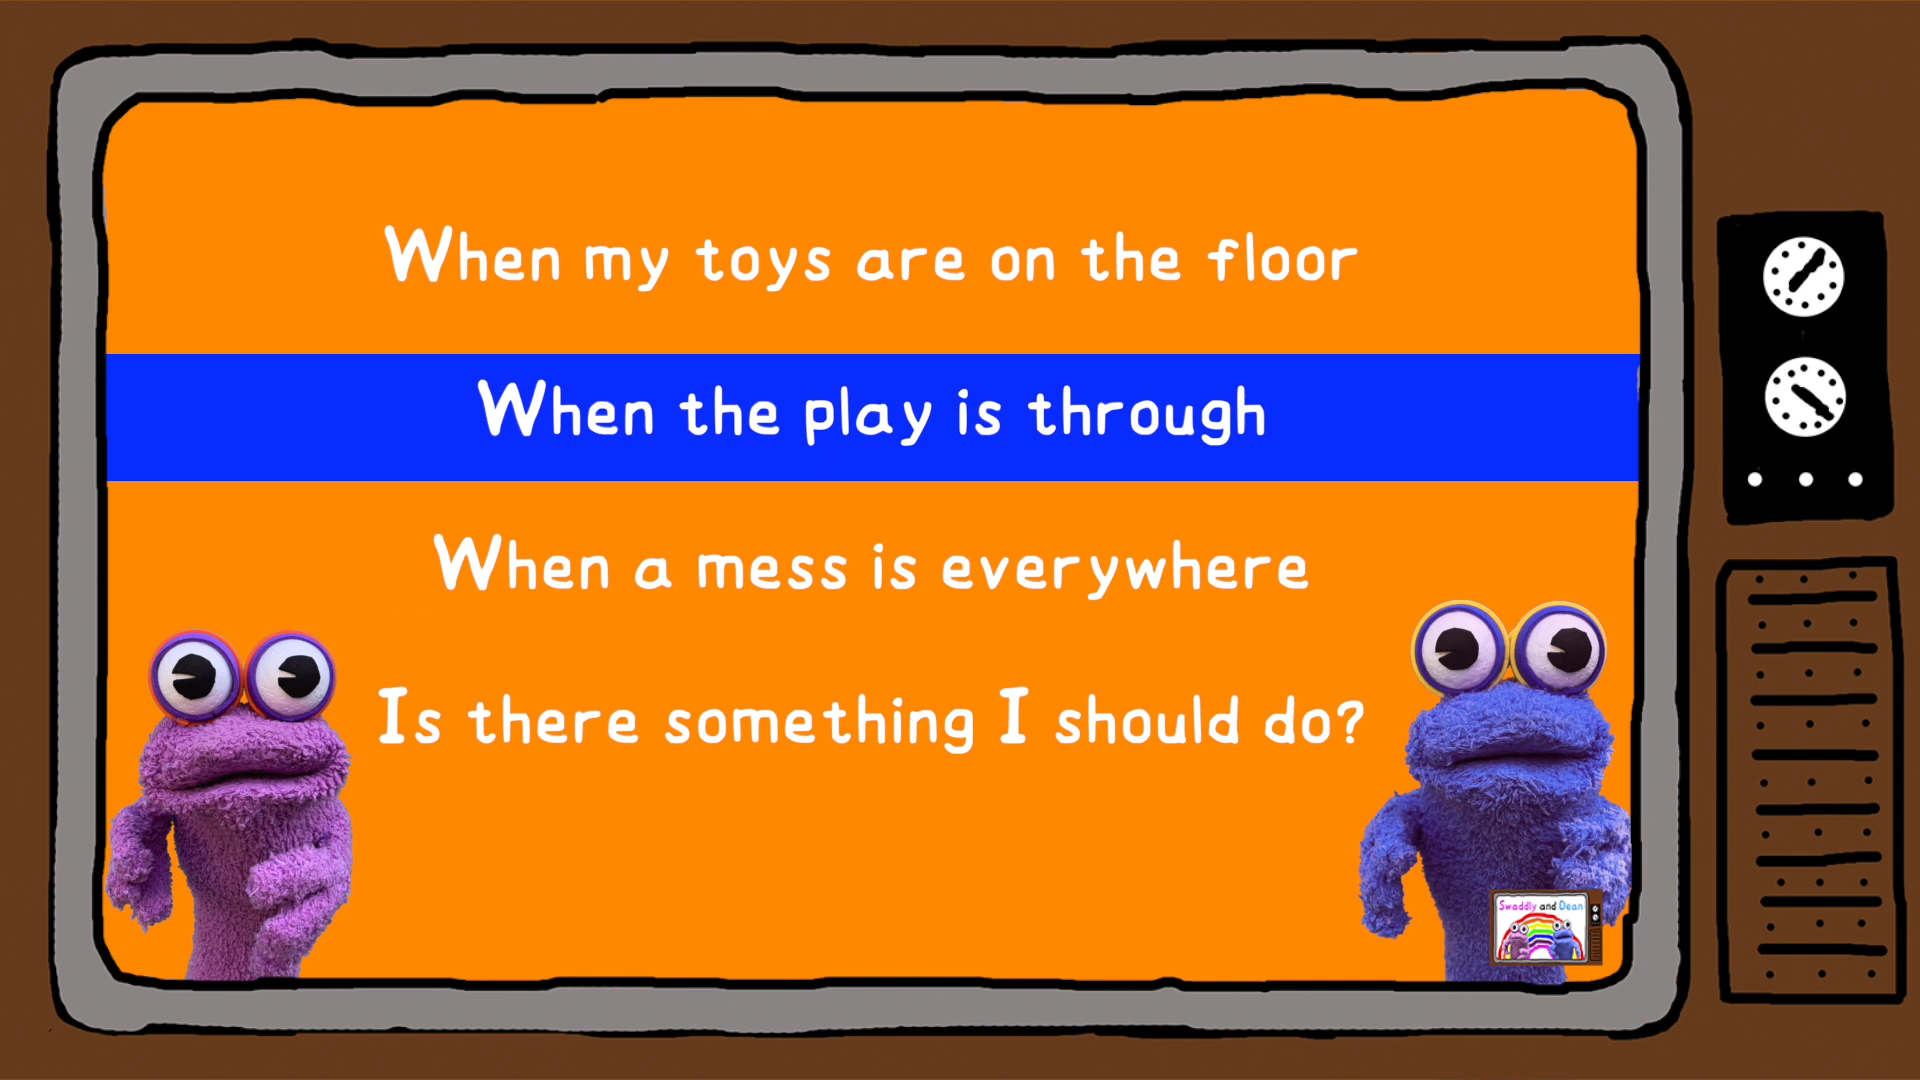 When my toys are on the floor
When the play is through
When a mess is everywhere
Is there something I should do?
Swaddly and Dean